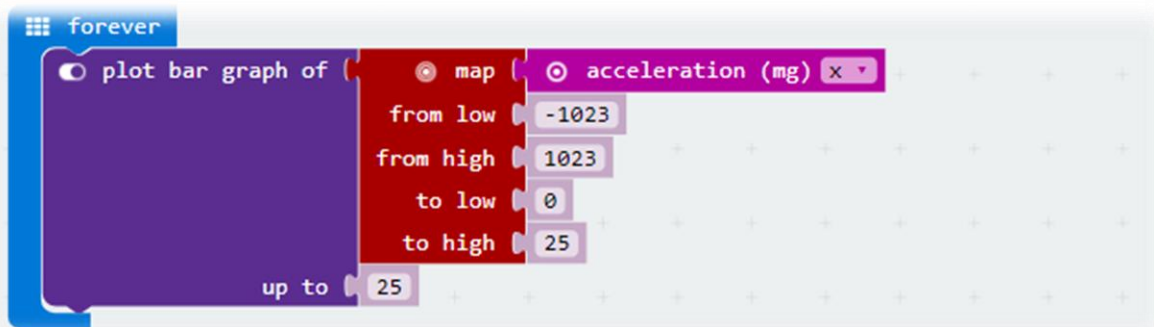 forever
plot bar graph of map acceleration (mg) x
from low -1023
from high 1023
to low 0
to high 25
up to 25